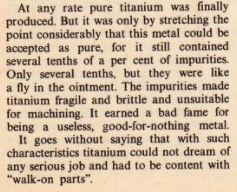 At any rate pure titanium was finally
produced. But it was only by stretching the
point considerably that this metal could be
accepted as pure, for it still contained
several tenths of a per cent of impurities.
Only several tenths, but they were like
a fly in the ointment. The impurities made
titanium fragile and brittle and unsuitable
for machining. It earned a bad fame for
being a useless, good-for-nothing metal.
It goes without saying that with such
characteristics titanium could not dream of
any serious job and had to be content with
“walk-on parts”.